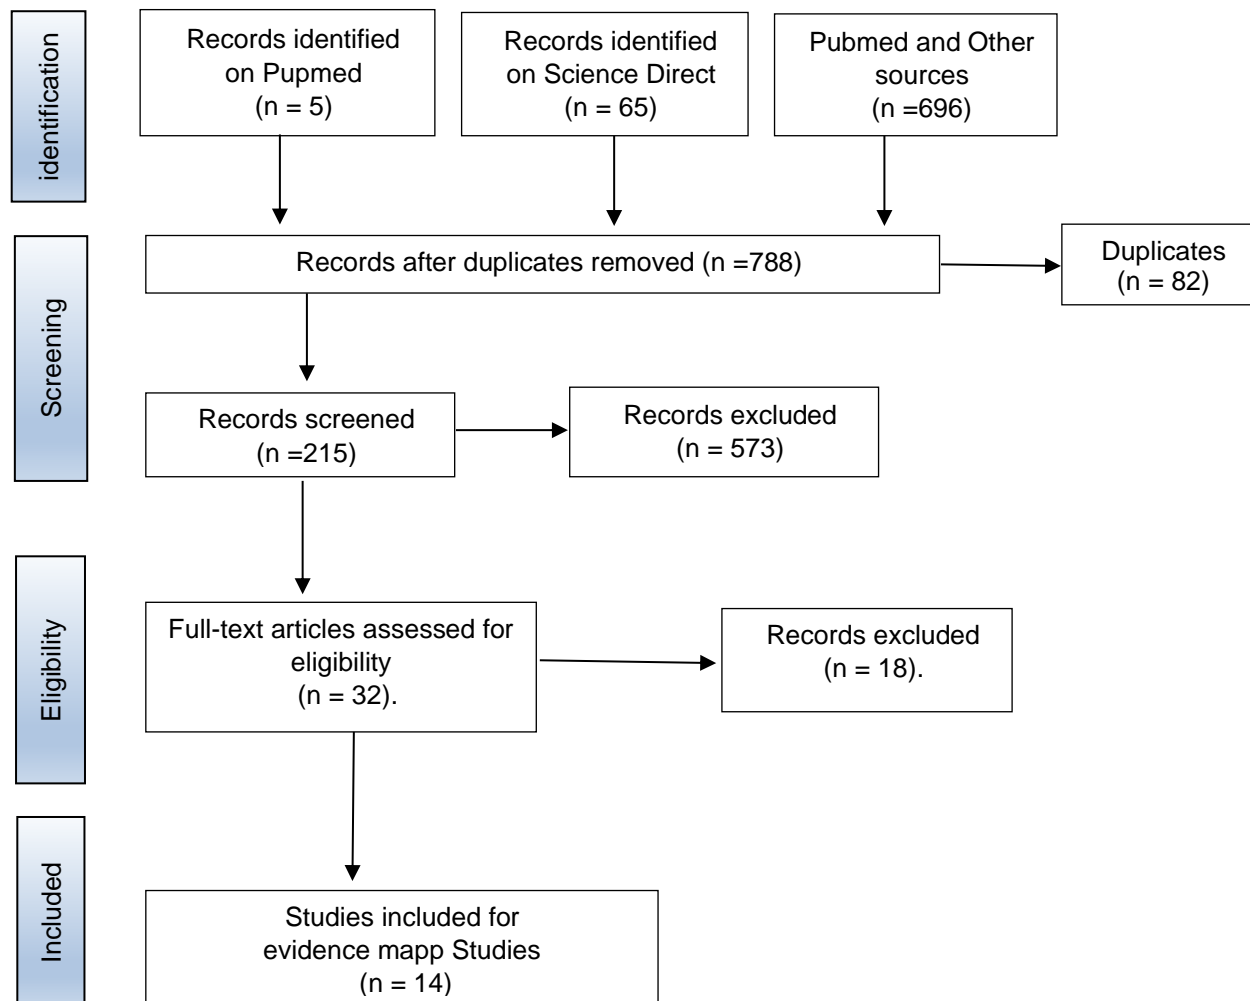 identification
Records identified
on Pupmed
(n = 5)
Records identified
on Science Direct
(n = 65)
Pubmed and Other
sources
(n =696)
Screening
Records after duplicates removed (n =788)
Duplicates
(n = 82)
Records screened
(n =215)
Records excluded
(n = 573)
Eligibility
Full-text articles assessed for
eligibility
(n = 32).
Records excluded
(n = 18).
Included
Studies included for
evidence mapp Studies
(n = 14)